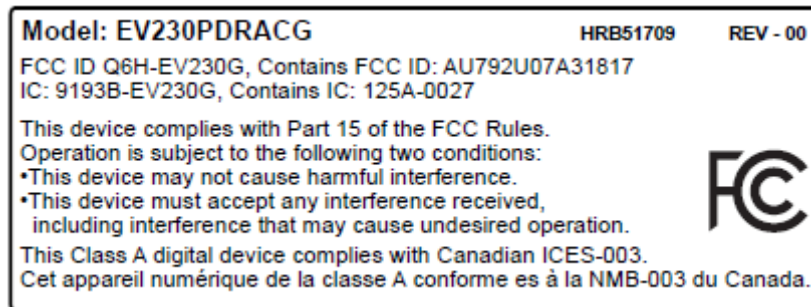 Model: EV230PDRACG HRB51709 REV - 00
FCC ID Q6H-EV230G, Contains FCC ID: AU792U07A31817
IC: 9193B-EV230G, Contains IC: 125A-0027
This device complies with Part 15 of the FCC Rules.
Operation is subject to the following two conditions:
•This device may not cause harmful interference.
•This device must accept any interference received,
including interference that may cause undesired operation.
FC
This Class A digital device complies with Canadian ICES-003.
Cet appareil numérique de la classe A conforme es à la NMB-003 du Canada.